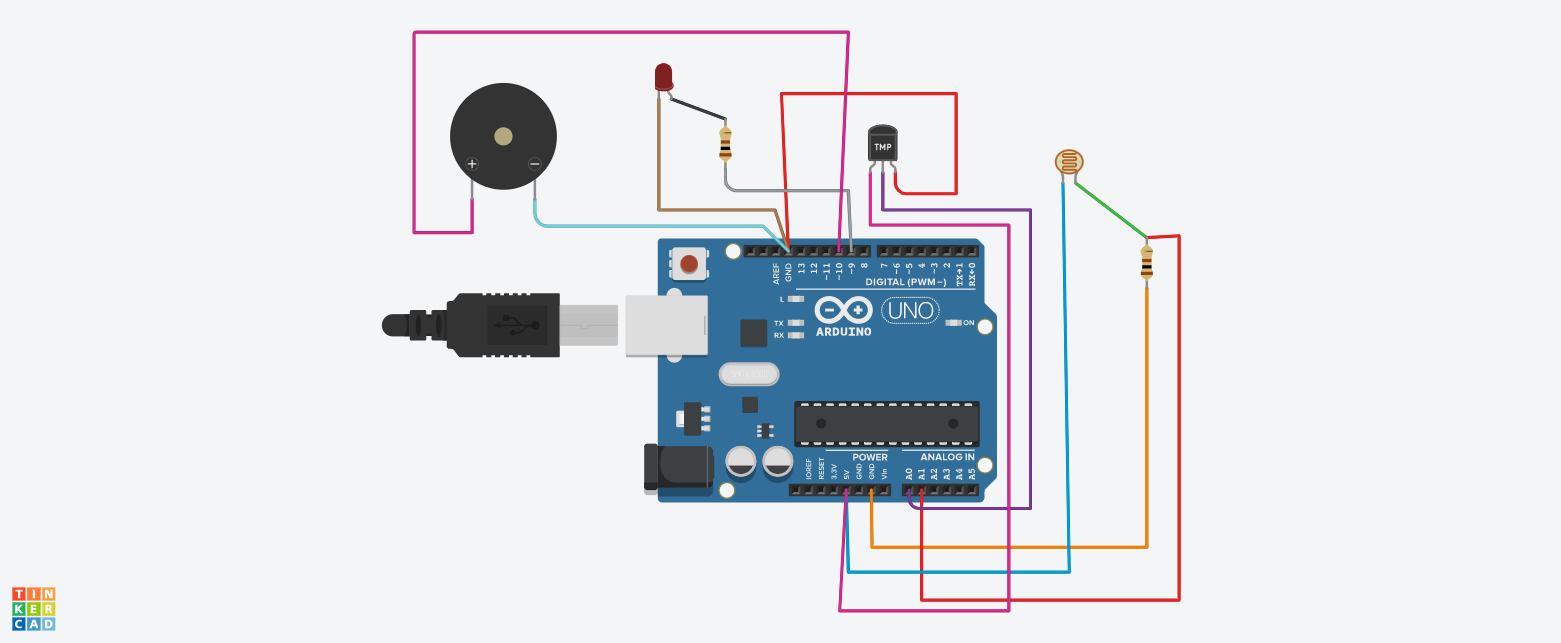 TMP
+
−
AREF
GND
13
12
~11
~10
~9
8
7
~6
~5
4
~3
2
TX→1
RX←0
DIGITAL (PWM~)
L
TX
RX
ARDUINO
UNO
ON
POWER
ANALOG IN
IOREF
RESET
3.3V
5V
GND
GND
Vin
A0
A1
A2
A3
A4
A5
TIN
KER
CAD